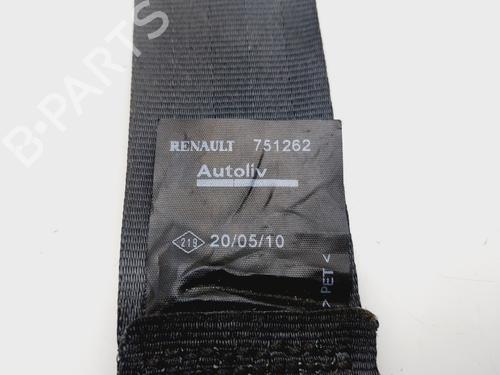 B-PARTS
RENAULT 751262
Autoliv
219 20/05/10
> PET <